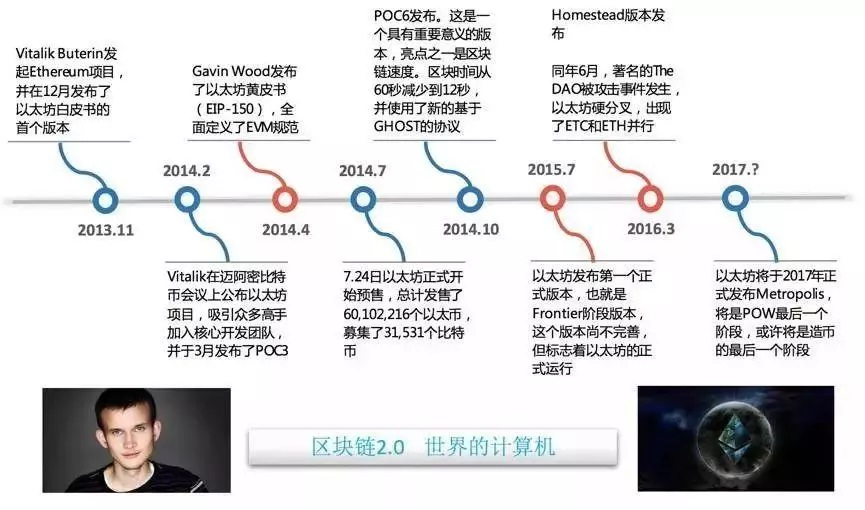 Vitalik Buterin发
起Ethereum项目，
并在12月发布了
以太坊白皮书的
首个版本
2013.11
2014.2
Vitalik在迈阿密比特
币会议上公布以太坊
项目，吸引众多高手
加入核心开发团队，
并于3月发布了POC3
Gavin Wood发布
了以太坊黄皮书
（EIP-150），全
面定义了EVM规范
2014.4
2014.7
7.24日以太坊正式开
始预售，总计发售了
60,102,216个以太币，
募集了31,531个比特
币
POC6发布。这是一
个具有重要意义的版
本，亮点之一是区块
链速度。区块时间从
60秒减少到12秒，
并使用了新的基于
GHOST的协议
2014.10
2015.7
以太坊发布第一个正
式版本，也就是
Frontier阶段版本，
这个版本尚不完善，
但标志着以太坊的正
式运行
Homestead版本发
布
同年6月，著名的The
DAO被攻击事件发生，
以太坊硬分叉，出现
了ETC和ETH并行
2016.3
2017.?
以太坊将于2017年正
式发布Metropolis，
将是POW最后一个
阶段，或许将是造币
的最后一个阶段
区块链2.0 世界的计算机